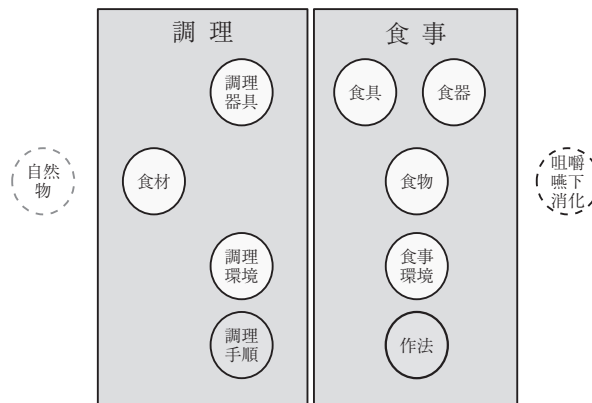 調理
食事
調理
器具
食具
食器
自然
物
食材
食物
咀嚼
嚥下
消化
調理
環境
食事
環境
調理
手順
作法